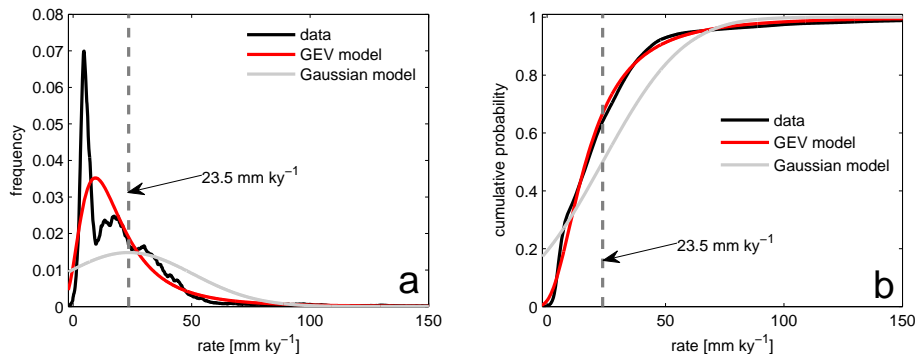 0.08
0.07
0.06
0.05
0.04
0.03
0.02
0.01
0
0
50
100
150
frequency
rate [mm ky⁻¹]
data
GEV model
Gaussian model
23.5 mm ky⁻¹
a
1
0.8
0.6
0.4
0.2
0
0
50
100
150
cumulative probability
rate [mm ky⁻¹]
data
GEV model
Gaussian model
23.5 mm ky⁻¹
b